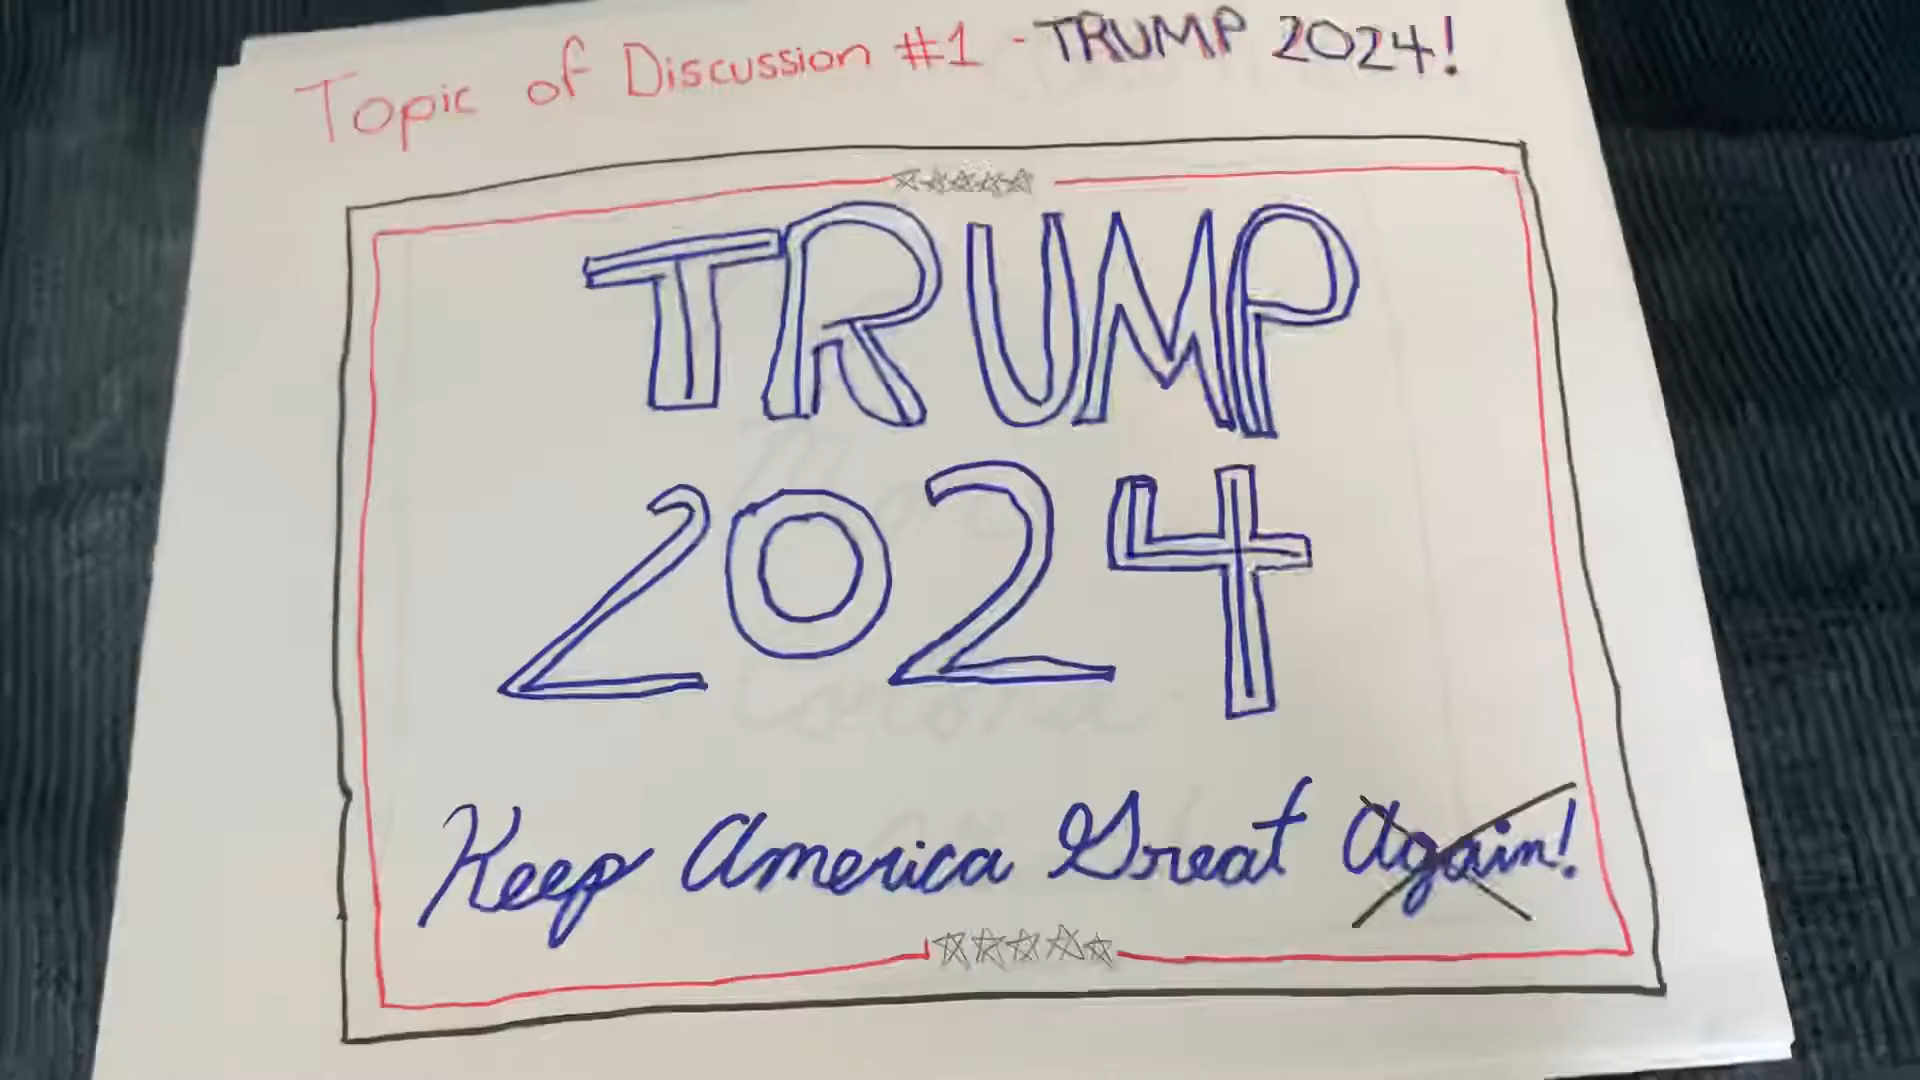 Topic of Discussion #1 - TRUMP 2024!
TRUMP
2024
Keep America Great Again!